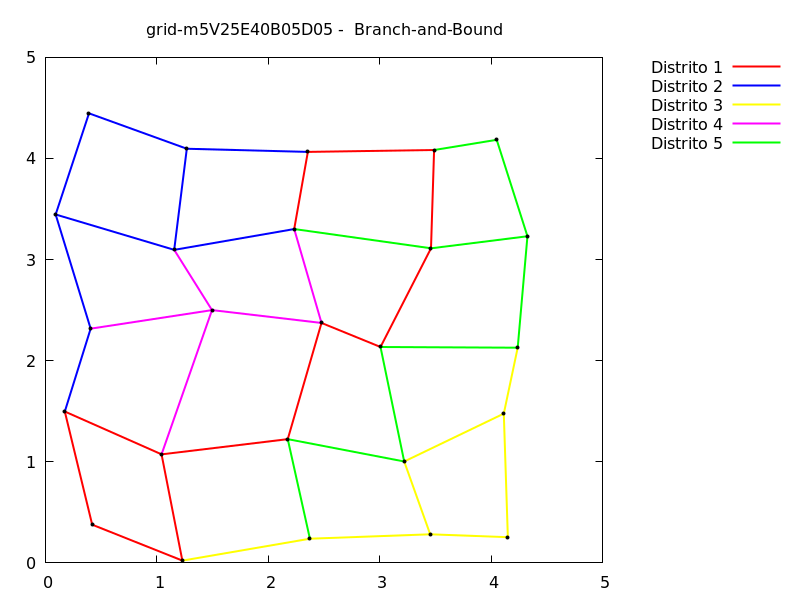 grid-m5V25E40B05D05 -  Branch-and-Bound
Distrito 1
Distrito 2
Distrito 3
Distrito 4
Distrito 5
5
4
3
2
1
0
0 1 2 3 4 5